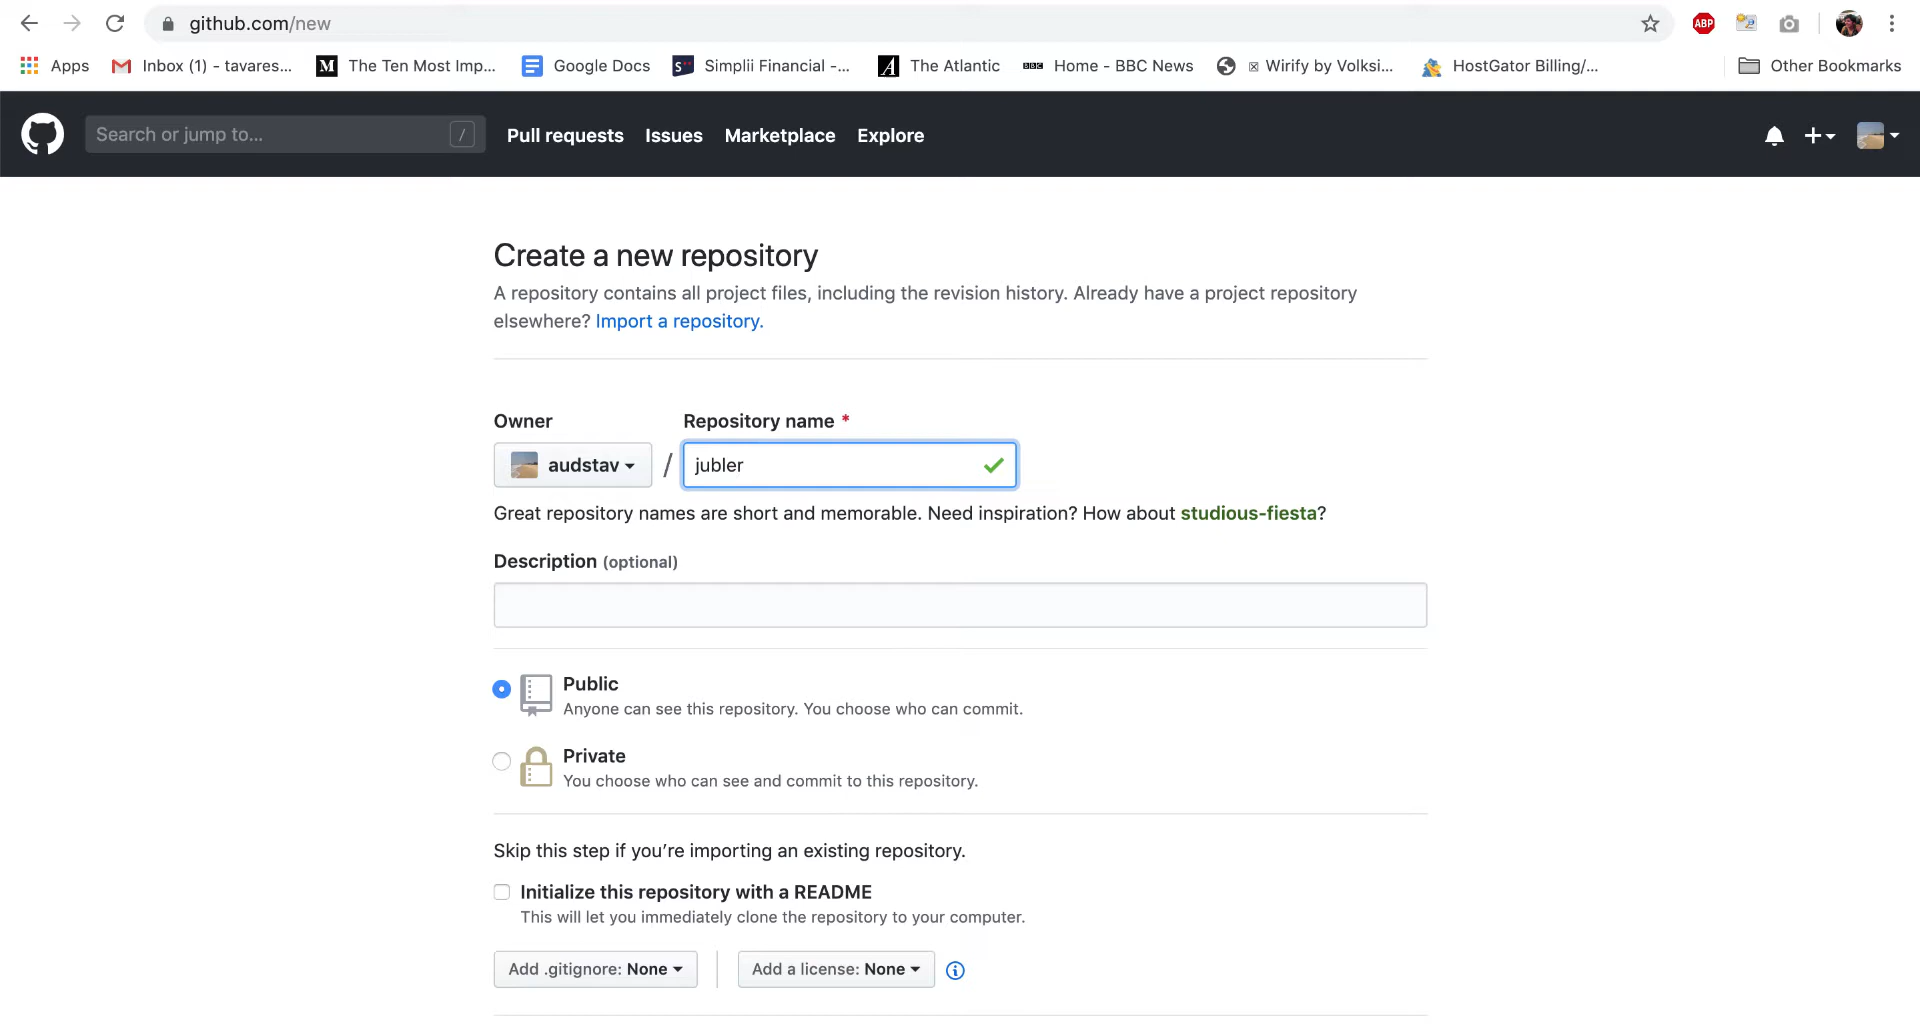 github.com/new
ABP
Apps
Inbox (1) - tavares...
M
The Ten Most Imp...
Google Docs
S
Simplii Financial -...
A
The Atlantic
BBC
Home - BBC News
Wirify by Volksi...
HostGator Billing/...
Other Bookmarks
Search or jump to...
/
Pull requests
Issues
Marketplace
Explore
Create a new repository
A repository contains all project files, including the revision history. Already have a project repository
elsewhere? Import a repository.
Owner
Repository name *
audstav
/
jubler
Great repository names are short and memorable. Need inspiration? How about studious-fiesta?
Description (optional)
Public
Anyone can see this repository. You choose who can commit.
Private
You choose who can see and commit to this repository.
Skip this step if you’re importing an existing repository.
Initialize this repository with a README
This will let you immediately clone the repository to your computer.
Add .gitignore: None
Add a license: None